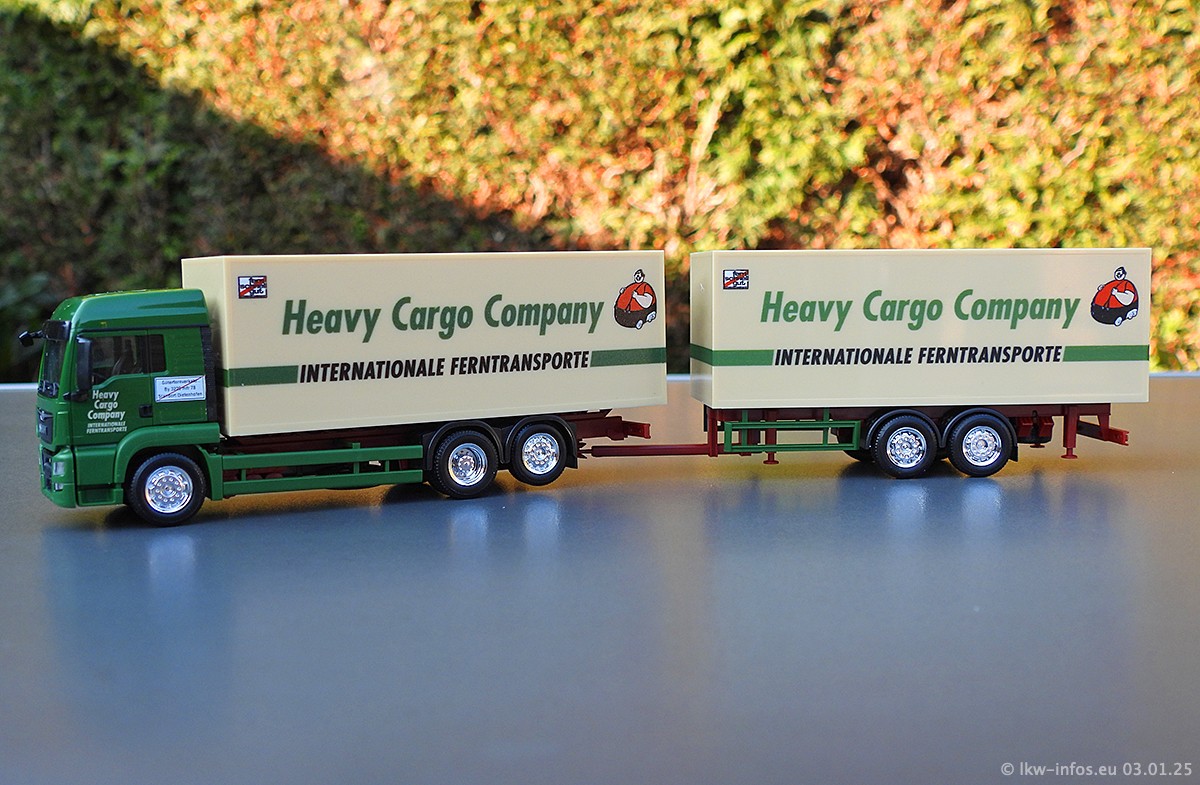 Heavy Cargo Company
INTERNATIONALE FERNTRANSPORTE
Heavy Cargo Company
INTERNATIONALE FERNTRANSPORTE
Heavy
Cargo
Company
INTERNATIONALE
FERNTRANSPORTE
© lkw-infos.eu 03.01.25